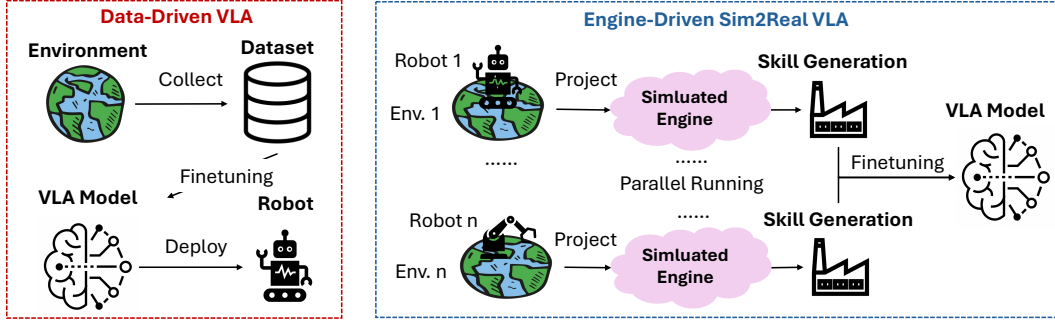 Data-Driven VLA
Environment
Dataset
Collect
Finetuning
VLA Model
Robot
Deploy
Engine-Driven Sim2Real VLA
Robot 1
Env. 1
Project
Simluated
Engine
Skill Generation
......
......
Parallel Running
......
Finetuning
VLA Model
Robot n
Env. n
Project
Simluated
Engine
Skill Generation